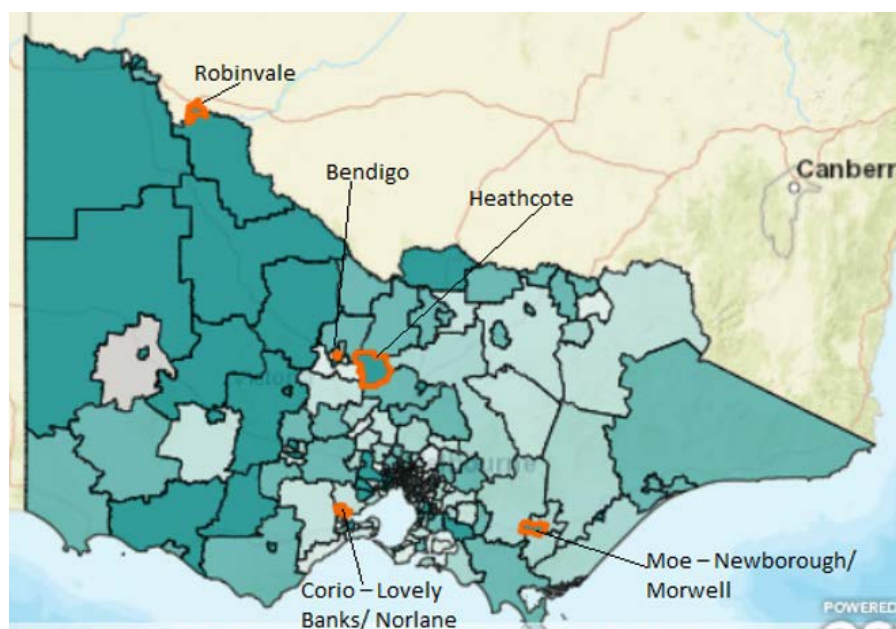 Robinvale
Bendigo
Heathcote
Canberr
Corio – Lovely
Banks/ Norlane
Moe – Newborough/
Morwell
POWERED